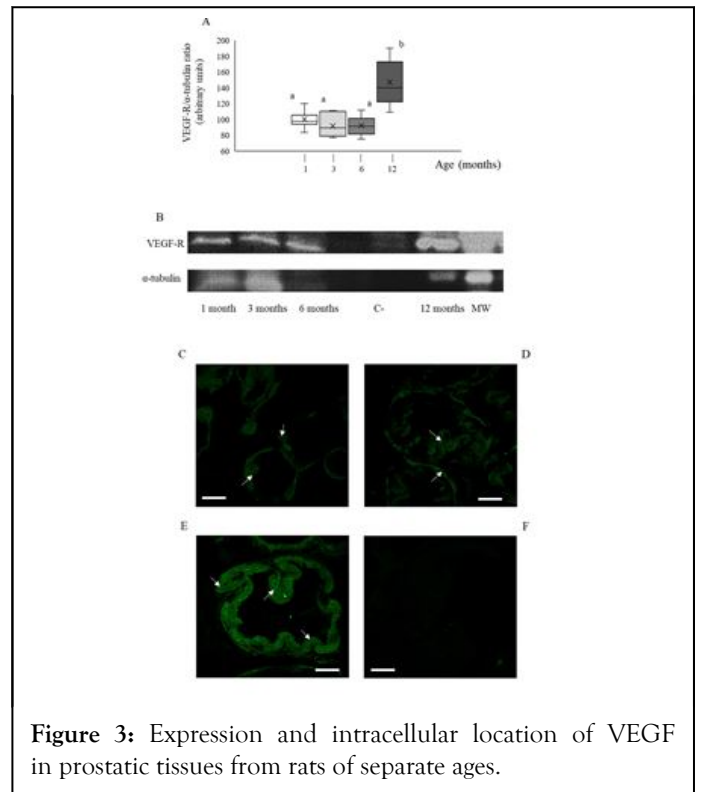 A
VEGF-R/α-tubulin ratio
(arbitrary units)
200
180
160
140
120
100
80
60
a
a
a
b
1
3
6
12
Age (months)
B
VEGF-R
α-tubulin
1 month 3 months 6 months C- 12 months MW
C
D
E
F
Figure 3: Expression and intracellular location of VEGF
in prostatic tissues from rats of separate ages.